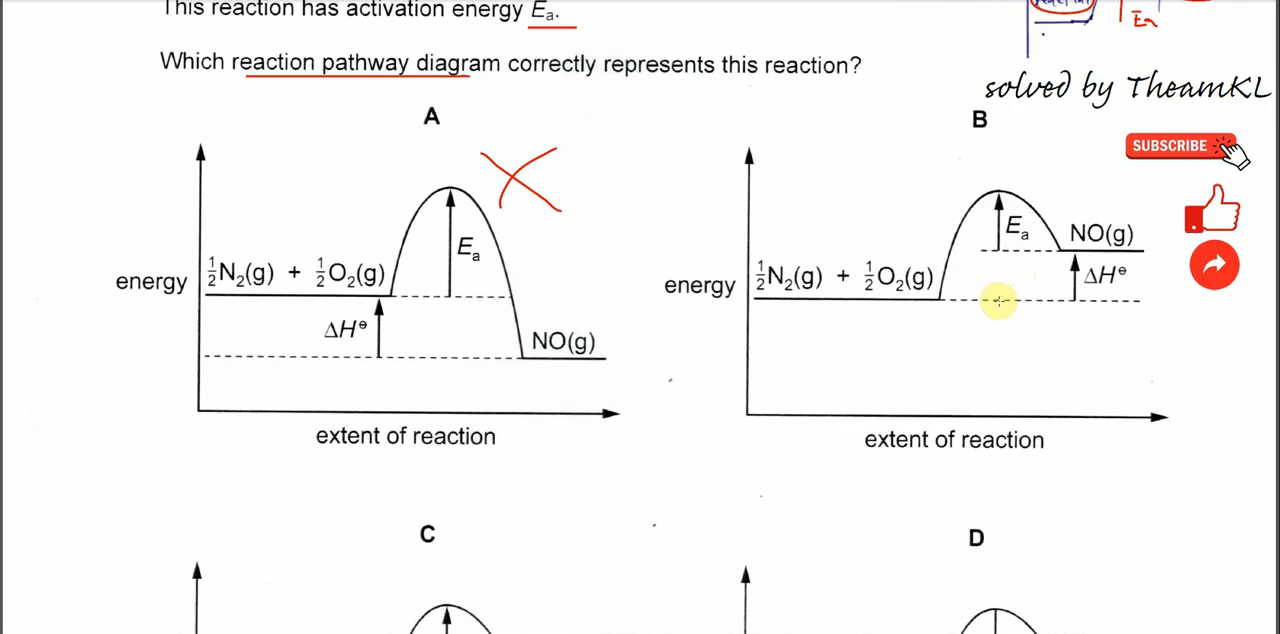 This reaction has activation energy Ea.
Ea
Which reaction pathway diagram correctly represents this reaction?
solved by TheamKL
A
B
SUBSCRIBE
energy
½N₂(g) + ½O₂(g)
Ea
ΔH⦵
NO(g)
extent of reaction
energy
½N₂(g) + ½O₂(g)
Ea
NO(g)
ΔH⦵
extent of reaction
C
D